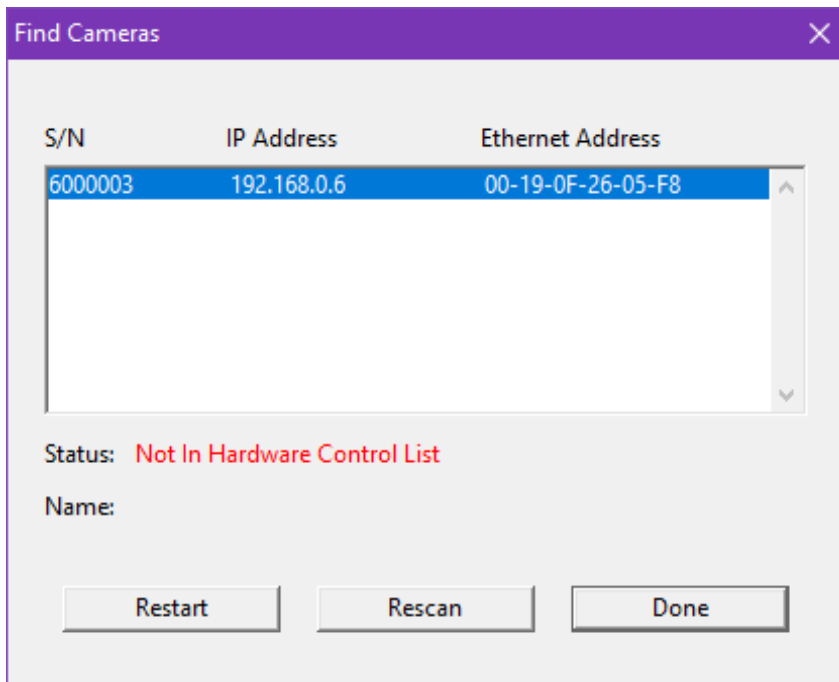 Find Cameras
S/N IP Address Ethernet Address
6000003 192.168.0.6 00-19-0F-26-05-F8
Status: Not In Hardware Control List
Name:
Restart Rescan Done